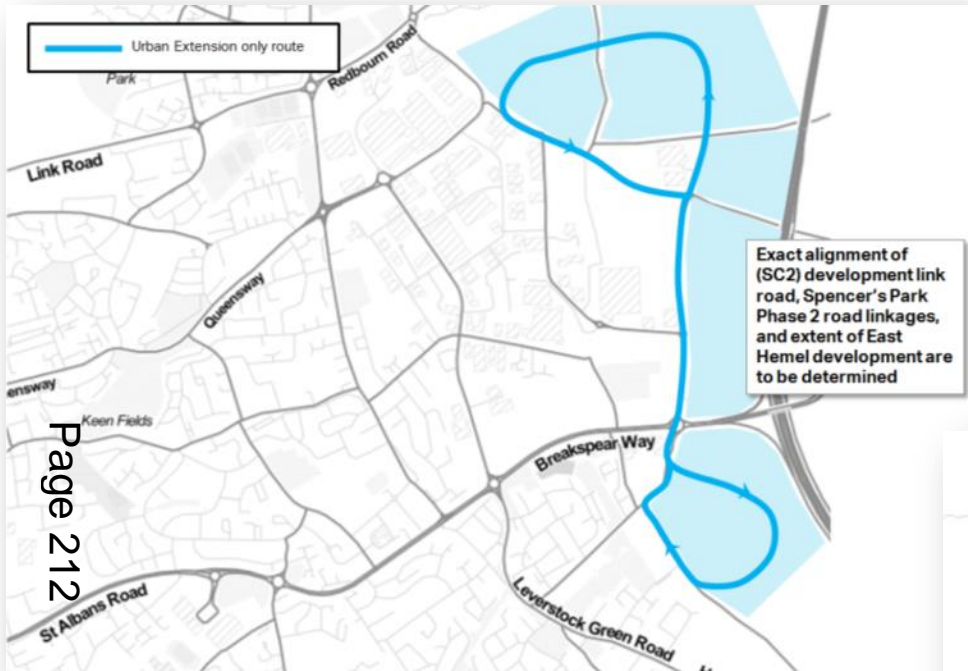 Urban Extension only route
Park
Redbourn Road
Link Road
Queensway
Exact alignment of
(SC2) development link
road, Spencer's Park
Phase 2 road linkages,
and extent of East
Hemel development are
to be determined
Keen Fields
Breakspear Way
Page 212
St Albans Road
Leverstock Green Road